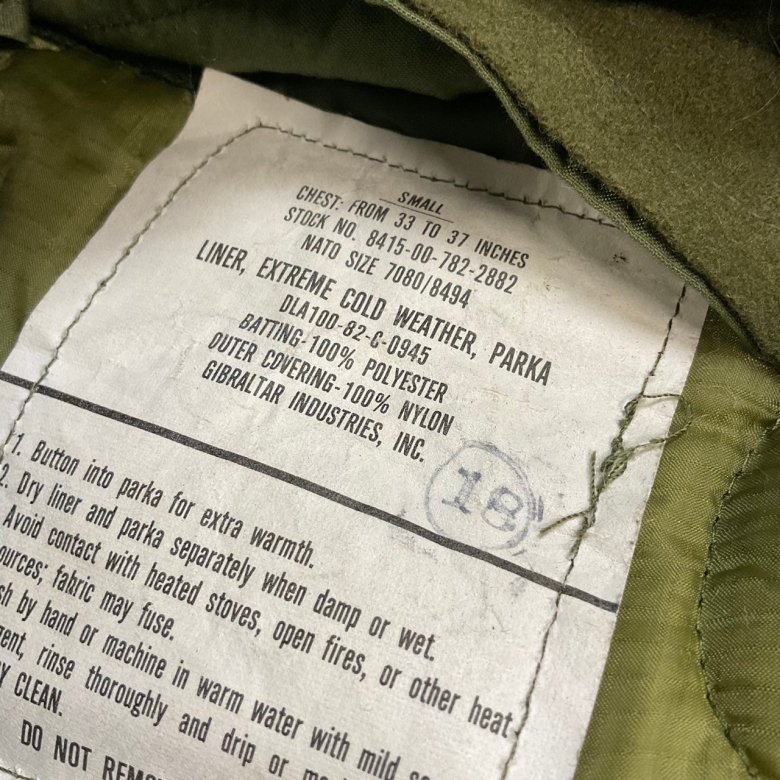 SMALL
CHEST: FROM 33 TO 37 INCHES
STOCK NO. 8415-00-782-2882
NATO SIZE 7080/8494
LINER, EXTREME COLD WEATHER, PARKA
DLA100-82-C-0945
BATTING-100% POLYESTER
OUTER COVERING-100% NYLON
GIBRALTAR INDUSTRIES, INC.
18
1. Button into parka for extra warmth.
2. Dry liner and parka separately when damp or wet.
Avoid contact with heated stoves, open fires, or other heat
ources; fabric may fuse.
sh by hand or machine in warm water with mild
ent, rinse thoroughly and drip or
Y CLEAN.
DO NOT REMO